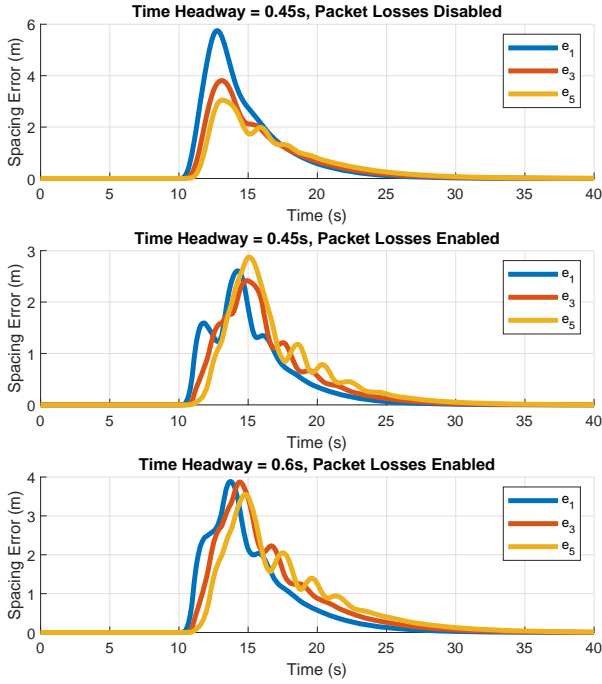 Time Headway = 0.45s, Packet Losses Disabled
Spacing Error (m)
6
4
2
0
e1
e3
e5
0 5 10 15 20 25 30 35 40
Time (s)
Time Headway = 0.45s, Packet Losses Enabled
Spacing Error (m)
3
2
1
0
e1
e3
e5
0 5 10 15 20 25 30 35 40
Time (s)
Time Headway = 0.6s, Packet Losses Enabled
Spacing Error (m)
4
3
2
1
0
e1
e3
e5
0 5 10 15 20 25 30 35 40
Time (s)